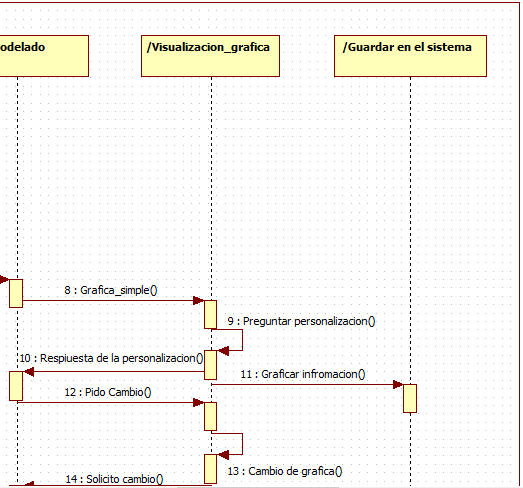 odelado
/Visualizacion_grafica
/Guardar en el sistema
8 : Grafica_simple()
9 : Preguntar personalizacion()
10 : Respiuesta de la personalizacion()
11 : Graficar infromacion()
12 : Pido Cambio()
13 : Cambio de grafica()
14 : Solicito cambio()